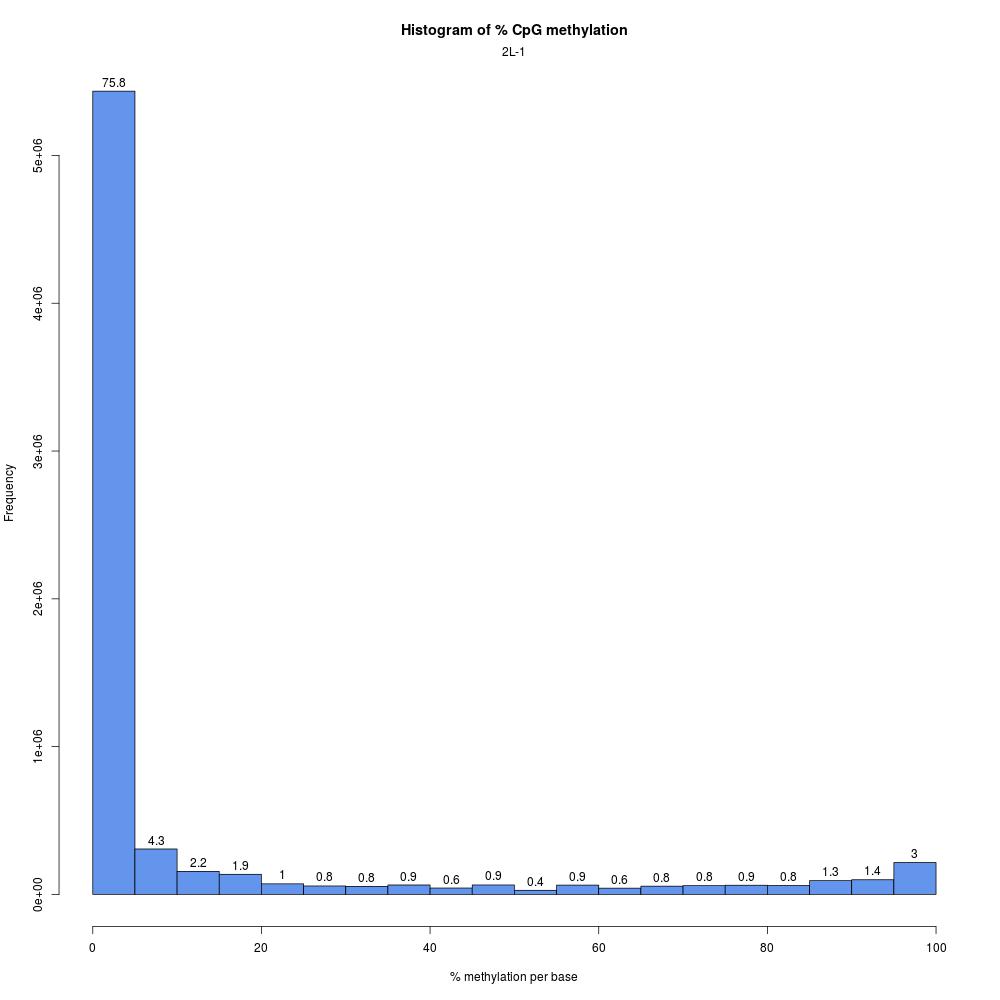 Histogram of % CpG methylation
2L-1
75.8
4.3
2.2
1.9
1
0.8
0.8
0.9
0.6
0.9
0.4
0.9
0.6
0.8
0.8
0.9
0.8
1.3
1.4
3
Frequency
5e+06
4e+06
3e+06
2e+06
1e+06
0e+00
0 20 40 60 80 100
% methylation per base